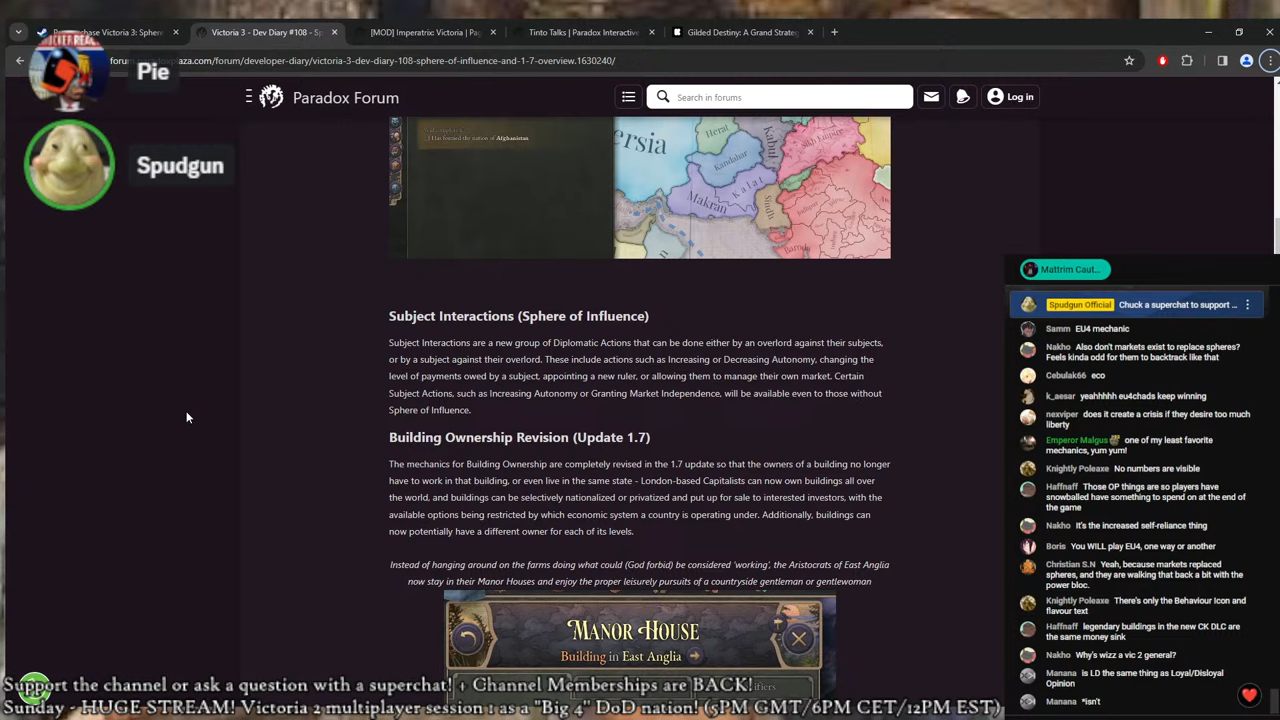 chase Victoria 3: Sphere
Victoria 3 - Dev Diary #108 - Sp
[MOD] Imperatrix: Victoria | Pa
Tinto Talks | Paradox Interactive
Gilded Destiny: A Grand Strateg
forum
oxplaza.com/forum/developer-diary/victoria-3-dev-diary-108-sphere-of-influence-and-1-7-overview.1630240/
Pie
Spudgun
Paradox Forum
Search in forums
Log in
Has formed the nation of Afghanistan
ersia
Herat
Kabul
Kandahar
Sikh Empire
Makran
Kalat
Sindh
Jodhpur
Baroda
Subject Interactions (Sphere of Influence)
Subject Interactions are a new group of Diplomatic Actions that can be done either by an overlord against their subjects,
or by a subject against their overlord. These include actions such as Increasing or Decreasing Autonomy, changing the
level of payments owed by a subject, appointing a new ruler, or allowing them to manage their own market. Certain
Subject Actions, such as Increasing Autonomy or Granting Market Independence, will be available even to those without
Sphere of Influence.
Building Ownership Revision (Update 1.7)
The mechanics for Building Ownership are completely revised in the 1.7 update so that the owners of a building no longer
have to work in that building, or even live in the same state - London-based Capitalists can now own buildings all over
the world, and buildings can be selectively nationalized or privatized and put up for sale to interested investors, with the
available options being restricted by which economic system a country is operating under. Additionally, buildings can
now potentially have a different owner for each of its levels.
Instead of hanging around on the farms doing what could (God forbid) be considered 'working', the Aristocrats of East Anglia
now stay in their Manor Houses and enjoy the proper leisurely pursuits of a countryside gentleman or gentlewoman
MANOR HOUSE
Building in East Anglia
ifiers
Mattrim Caut...
Spudgun Official Chuck a superchat to support ...
Samm EU4 mechanic
Nakho Also don't markets exist to replace spheres?
Feels kinda odd for them to backtrack like that
Cebulak66 eco
k_aesar yeahhhhh eu4chads keep winning
nexviper does it create a crisis if they desire too much
liberty
Emperor Malgus one of my least favorite
mechanics, yum yum!
Knightly Poleaxe No numbers are visible
Haffnaff Those OP things are so players have
snowballed have something to spend on at the end of
the game
Nakho It's the increased self-reliance thing
Boris You WILL play EU4, one way or another
Christian S.N Yeah, because markets replaced
spheres, and they are walking that back a bit with the
power bloc.
Knightly Poleaxe There's only the Behaviour Icon and
flavour text
Haffnaff legendary buildings in the new CK DLC are
the same money sink
Nakho Why's wizz a vic 2 general?
Manana is LD the same thing as Loyal/Disloyal
Opinion
Manana *isn't
Support the channel or ask a question with a superchat! + Channel Memberships are BACK!
Sunday - HUGE STREAM! Victoria 2 multiplayer session 1 as a "Big 4" DoD nation! (5PM GMT/6PM CET/12PM EST)